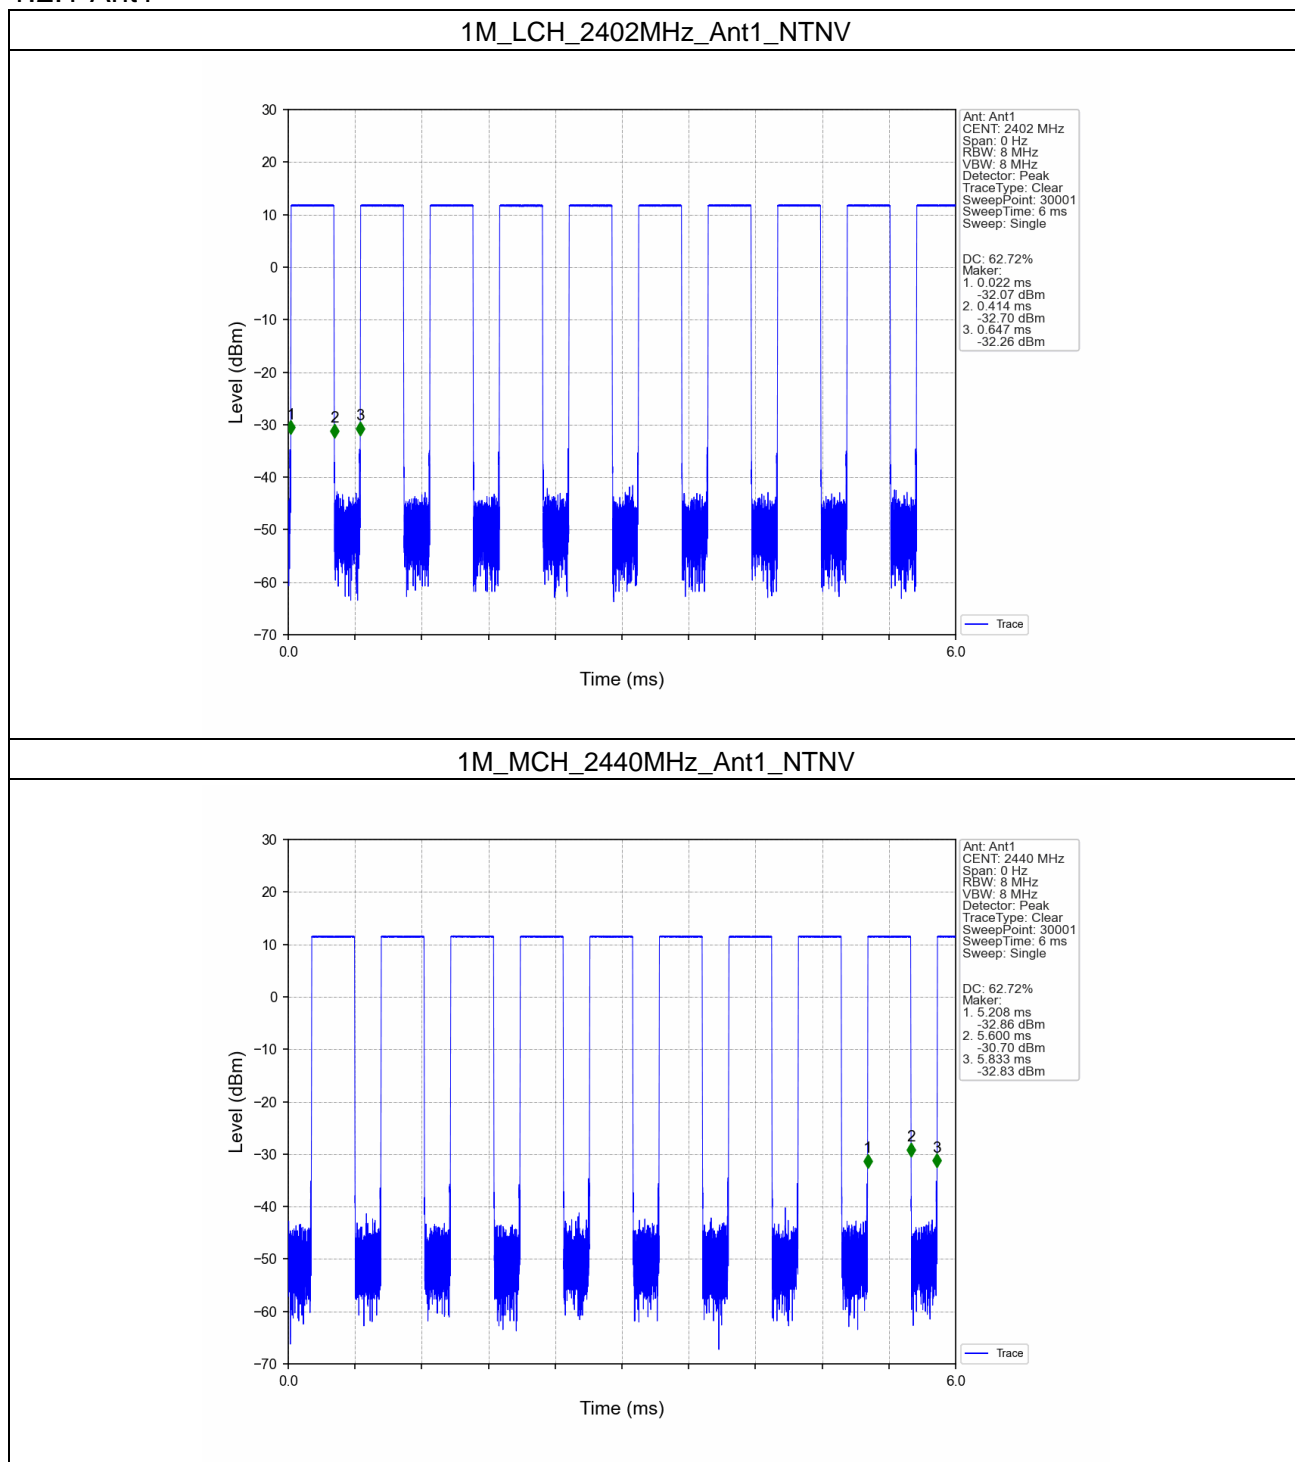 1M_LCH_2402MHz_Ant1_NTNV
30
20
10
0
−10
−20
−30
−40
−50
−60
−70
Level (dBm)
0.0
6.0
Time (ms)
1
2
3
Ant: Ant1
CENT: 2402 MHz
Span: 0 Hz
RBW: 8 MHz
VBW: 8 MHz
Detector: Peak
TraceType: Clear
SweepPoint: 30001
SweepTime: 6 ms
Sweep: Single
DC: 62.72%
Maker:
1. 0.022 ms
-32.07 dBm
2. 0.414 ms
-32.70 dBm
3. 0.647 ms
-32.26 dBm
Trace
1M_MCH_2440MHz_Ant1_NTNV
30
20
10
0
−10
−20
−30
−40
−50
−60
−70
Level (dBm)
0.0
6.0
Time (ms)
1
2
3
Ant: Ant1
CENT: 2440 MHz
Span: 0 Hz
RBW: 8 MHz
VBW: 8 MHz
Detector: Peak
TraceType: Clear
SweepPoint: 30001
SweepTime: 6 ms
Sweep: Single
DC: 62.72%
Maker:
1. 5.208 ms
-32.86 dBm
2. 5.600 ms
-30.70 dBm
3. 5.833 ms
-32.83 dBm
Trace